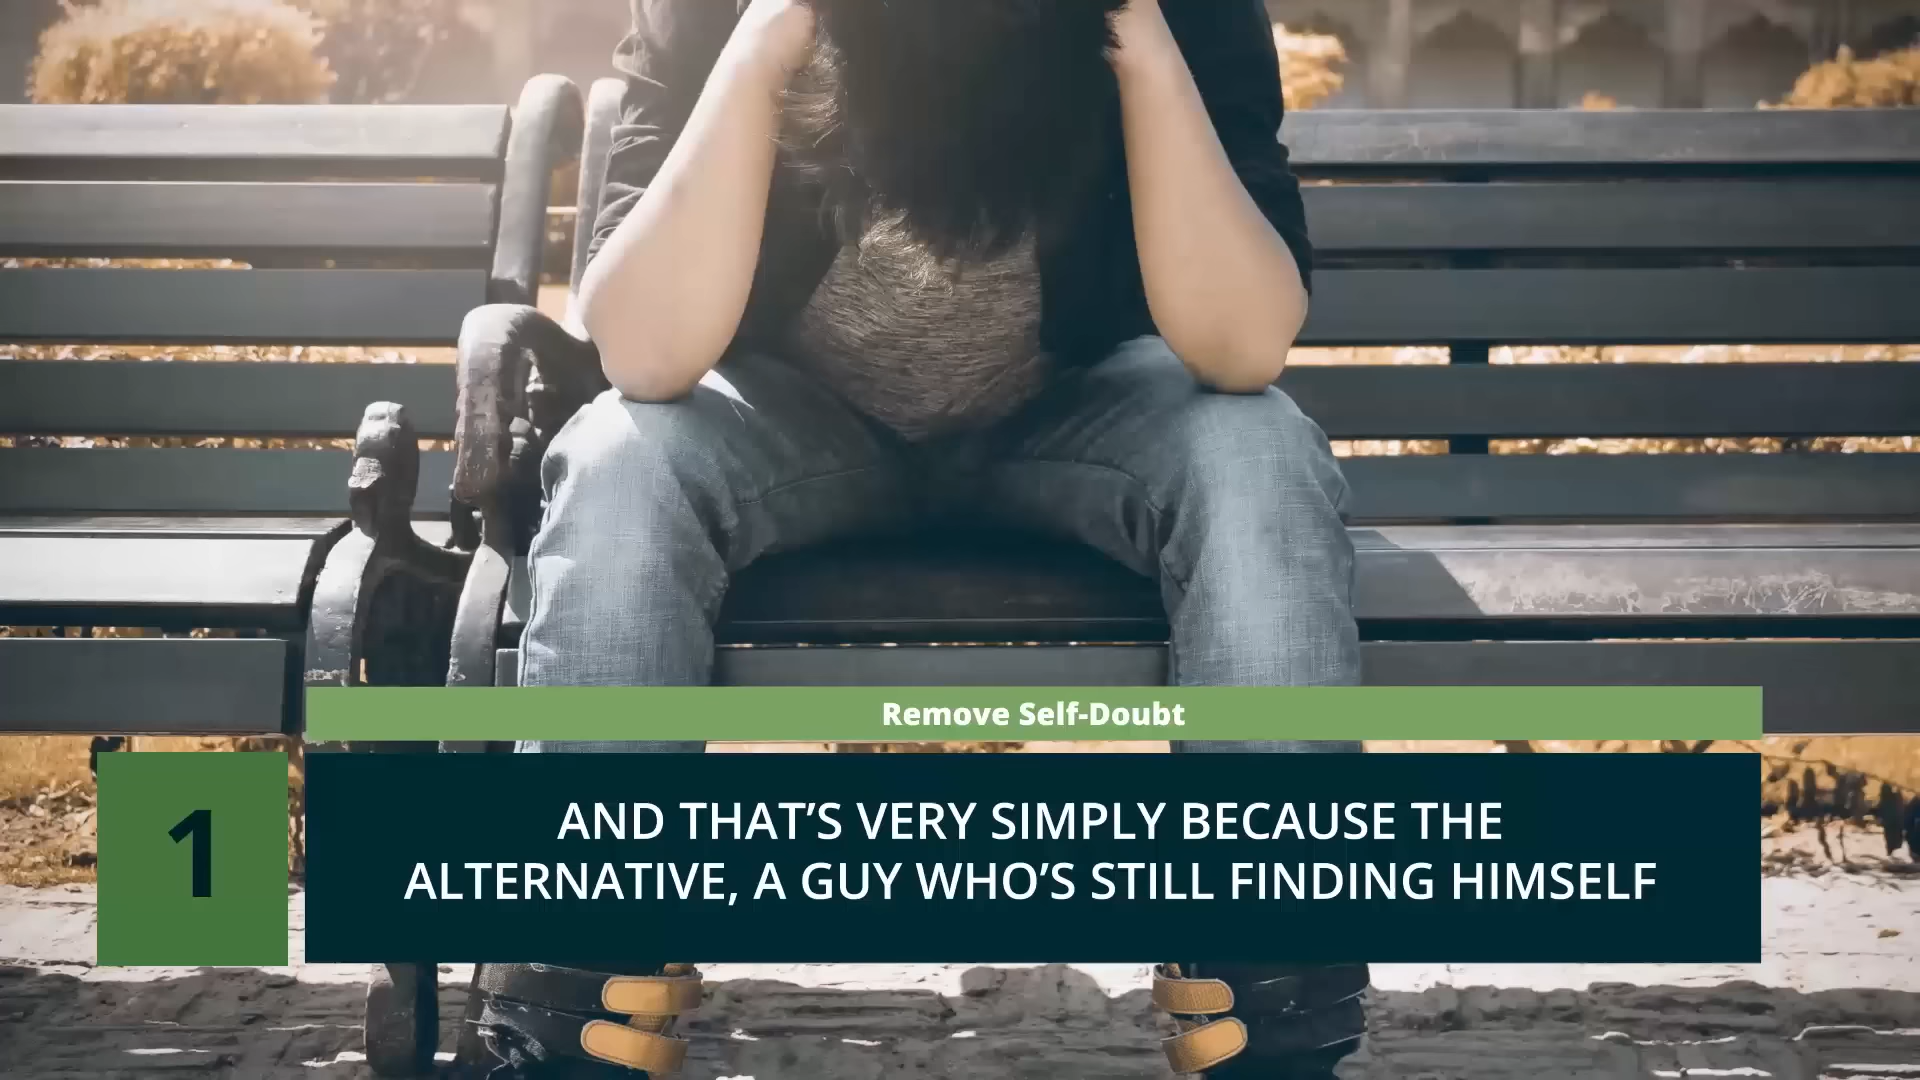 Remove Self-Doubt
1
AND THAT’S VERY SIMPLY BECAUSE THE
ALTERNATIVE, A GUY WHO’S STILL FINDING HIMSELF